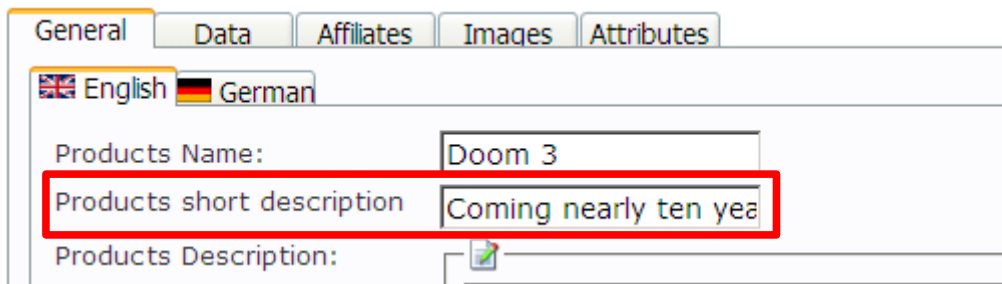 General Data Affiliates Images Attributes
English German
Products Name: Doom 3
Products short description Coming nearly ten yea
Products Description: